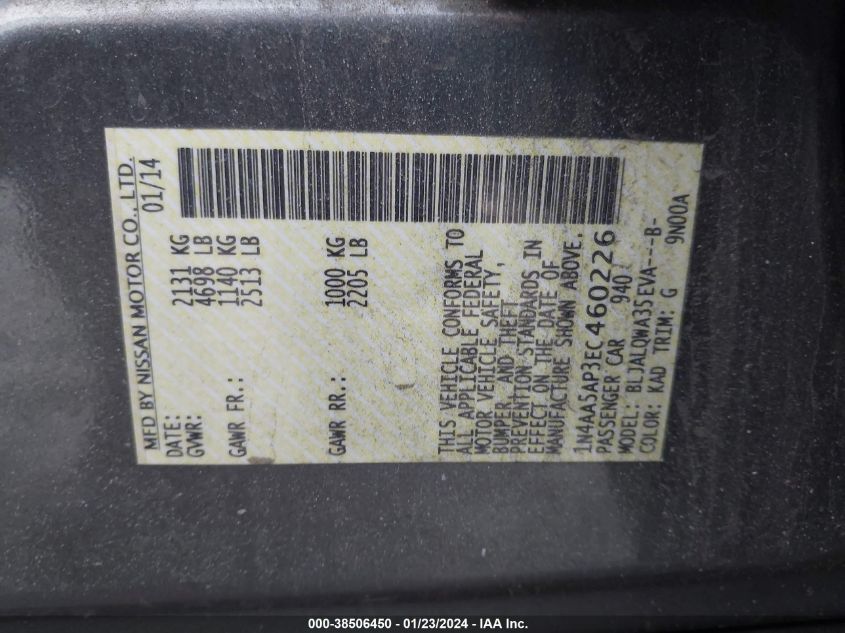 MFD BY NISSAN MOTOR CO., LTD.
DATE: 01/14
GVWR: 2131 KG
4698 LB
GAWR FR.: 1140 KG
2513 LB
GAWR RR.: 1000 KG
2205 LB
THIS VEHICLE CONFORMS TO
ALL APPLICABLE FEDERAL
MOTOR VEHICLE SAFETY,
BUMPER AND THEFT
PREVENTION STANDARDS IN
EFFECT ON THE DATE OF
MANUFACTURE SHOWN ABOVE.
1N4AA5AP3EC460226
PASSENGER CAR 940
MODEL: BLJALQWA35EVA---B-
COLOR: KAD TRIM: G 9N00A
000-38506450 - 01/23/2024 - IAA Inc.